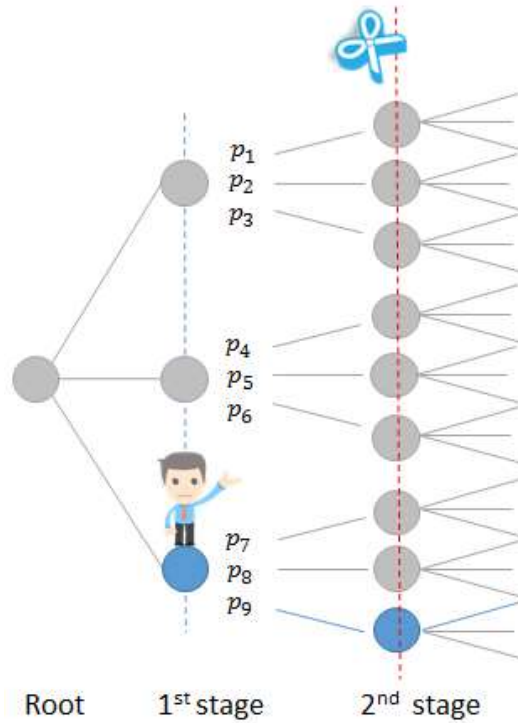 p₁
p₂
p₃
p₄
p₅
p₆
p₇
p₈
p₉
Root 1ˢᵗ stage 2ⁿᵈ stage